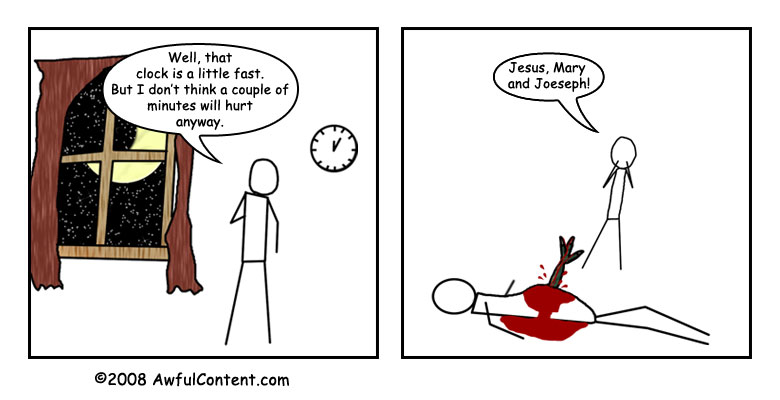 Well, that
clock is a little fast.
But I don't think a couple of
minutes will hurt
anyway.
Jesus, Mary
and Joeseph!
©2008 AwfulContent.com